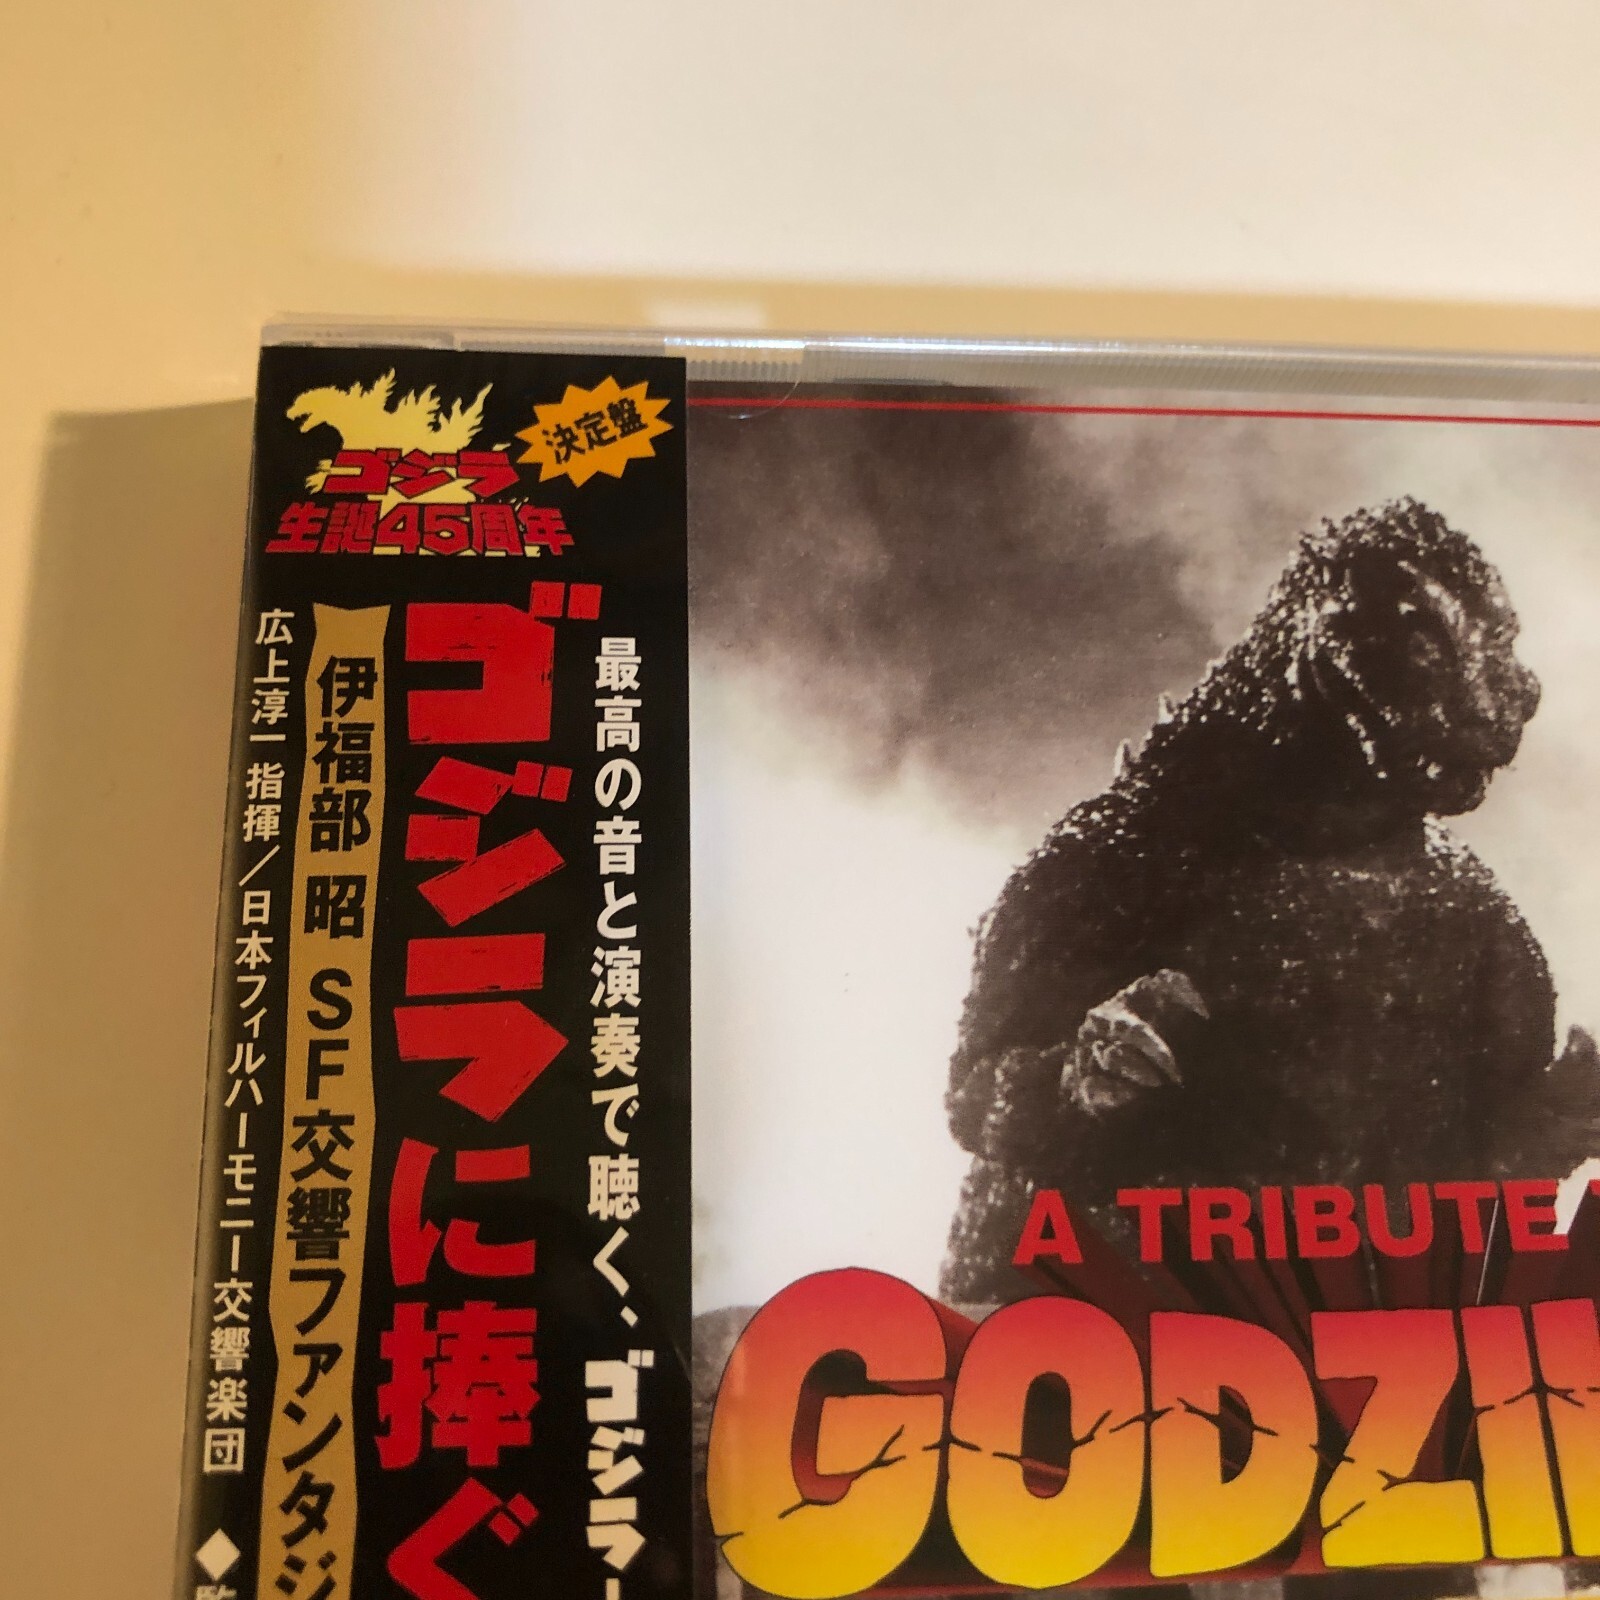 決定盤
ゴジラ
生誕45周年
最高の音と演奏で聴く、ゴジラ
ゴジラに捧ぐ
伊福部 昭 SF交響ファンタジ
広上淳一 指揮/日本フィルハーモニー交響楽団
◆監
A TRIBUTE
GODZIL